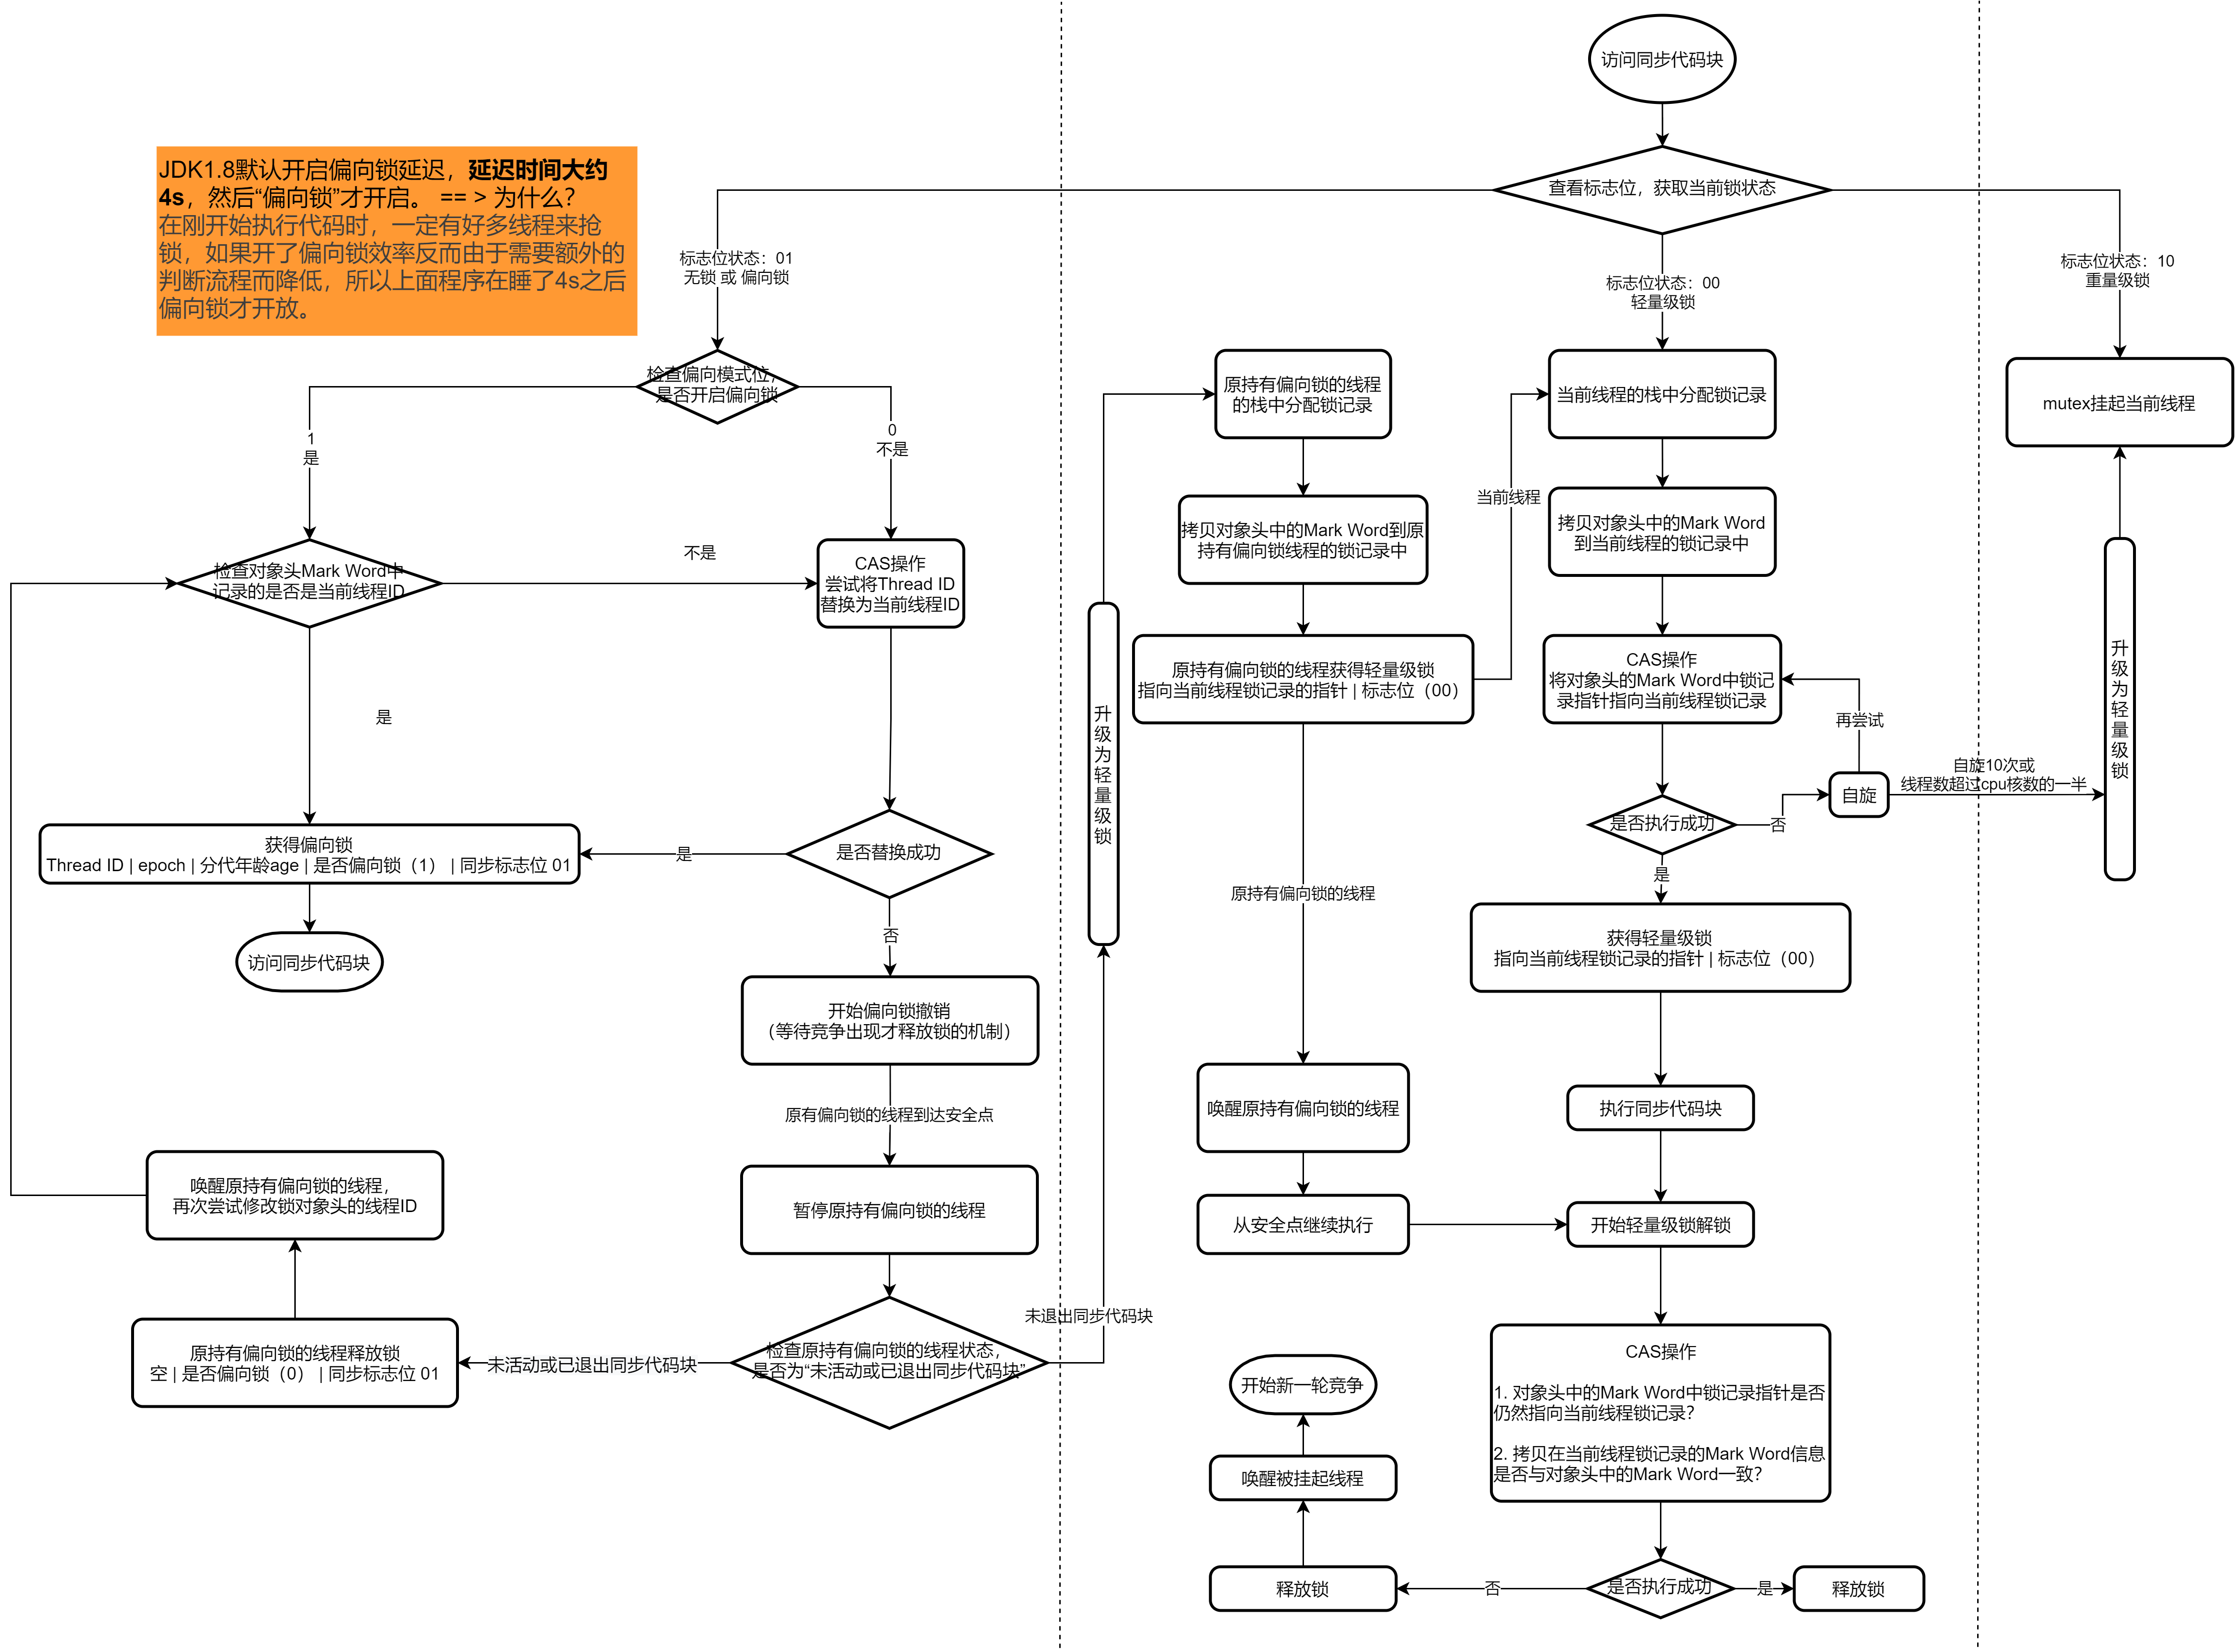 访问同步代码块
查看标志位，获取当前锁状态
JDK1.8默认开启偏向锁延迟，延迟时间大约
4s，然后“偏向锁”才开启。 == > 为什么？
在刚开始执行代码时，一定有好多线程来抢
锁，如果开了偏向锁效率反而由于需要额外的
判断流程而降低，所以上面程序在睡了4s之后
偏向锁才开放。
标志位状态：01
无锁 或 偏向锁
检查偏向模式位，
是否开启偏向锁
1
是
0
不是
检查对象头Mark Word中
记录的是否是当前线程ID
不是
CAS操作
尝试将Thread ID
替换为当前线程ID
是
获得偏向锁
Thread ID | epoch | 分代年龄age | 是否偏向锁（1） | 同步标志位 01
是
是否替换成功
访问同步代码块
否
开始偏向锁撤销
（等待竞争出现才释放锁的机制）
原有偏向锁的线程到达安全点
暂停原持有偏向锁的线程
检查原持有偏向锁的线程状态，
是否为“未活动或已退出同步代码块”
未活动或已退出同步代码块
原持有偏向锁的线程释放锁
空 | 是否偏向锁（0） | 同步标志位 01
唤醒原持有偏向锁的线程，
再次尝试修改锁对象头的线程ID
未退出同步代码块
升
级
为
轻
量
级
锁
原持有偏向锁的线程
的栈中分配锁记录
拷贝对象头中的Mark Word到原
持有偏向锁线程的锁记录中
原持有偏向锁的线程获得轻量级锁
指向当前线程锁记录的指针 | 标志位（00）
当前线程
原持有偏向锁的线程
唤醒原持有偏向锁的线程
从安全点继续执行
标志位状态：00
轻量级锁
当前线程的栈中分配锁记录
拷贝对象头中的Mark Word
到当前线程的锁记录中
CAS操作
将对象头的Mark Word中锁记
录指针指向当前线程锁记录
再尝试
是否执行成功
否
自旋
自旋10次或
线程数超过cpu核数的一半
是
获得轻量级锁
指向当前线程锁记录的指针 | 标志位（00）
执行同步代码块
开始轻量级锁解锁
CAS操作
1. 对象头中的Mark Word中锁记录指针是否
仍然指向当前线程锁记录？
2. 拷贝在当前线程锁记录的Mark Word信息
是否与对象头中的Mark Word一致？
是否执行成功
是
释放锁
否
释放锁
唤醒被挂起线程
开始新一轮竞争
标志位状态：10
重量级锁
mutex挂起当前线程
升
级
为
轻
量
级
锁